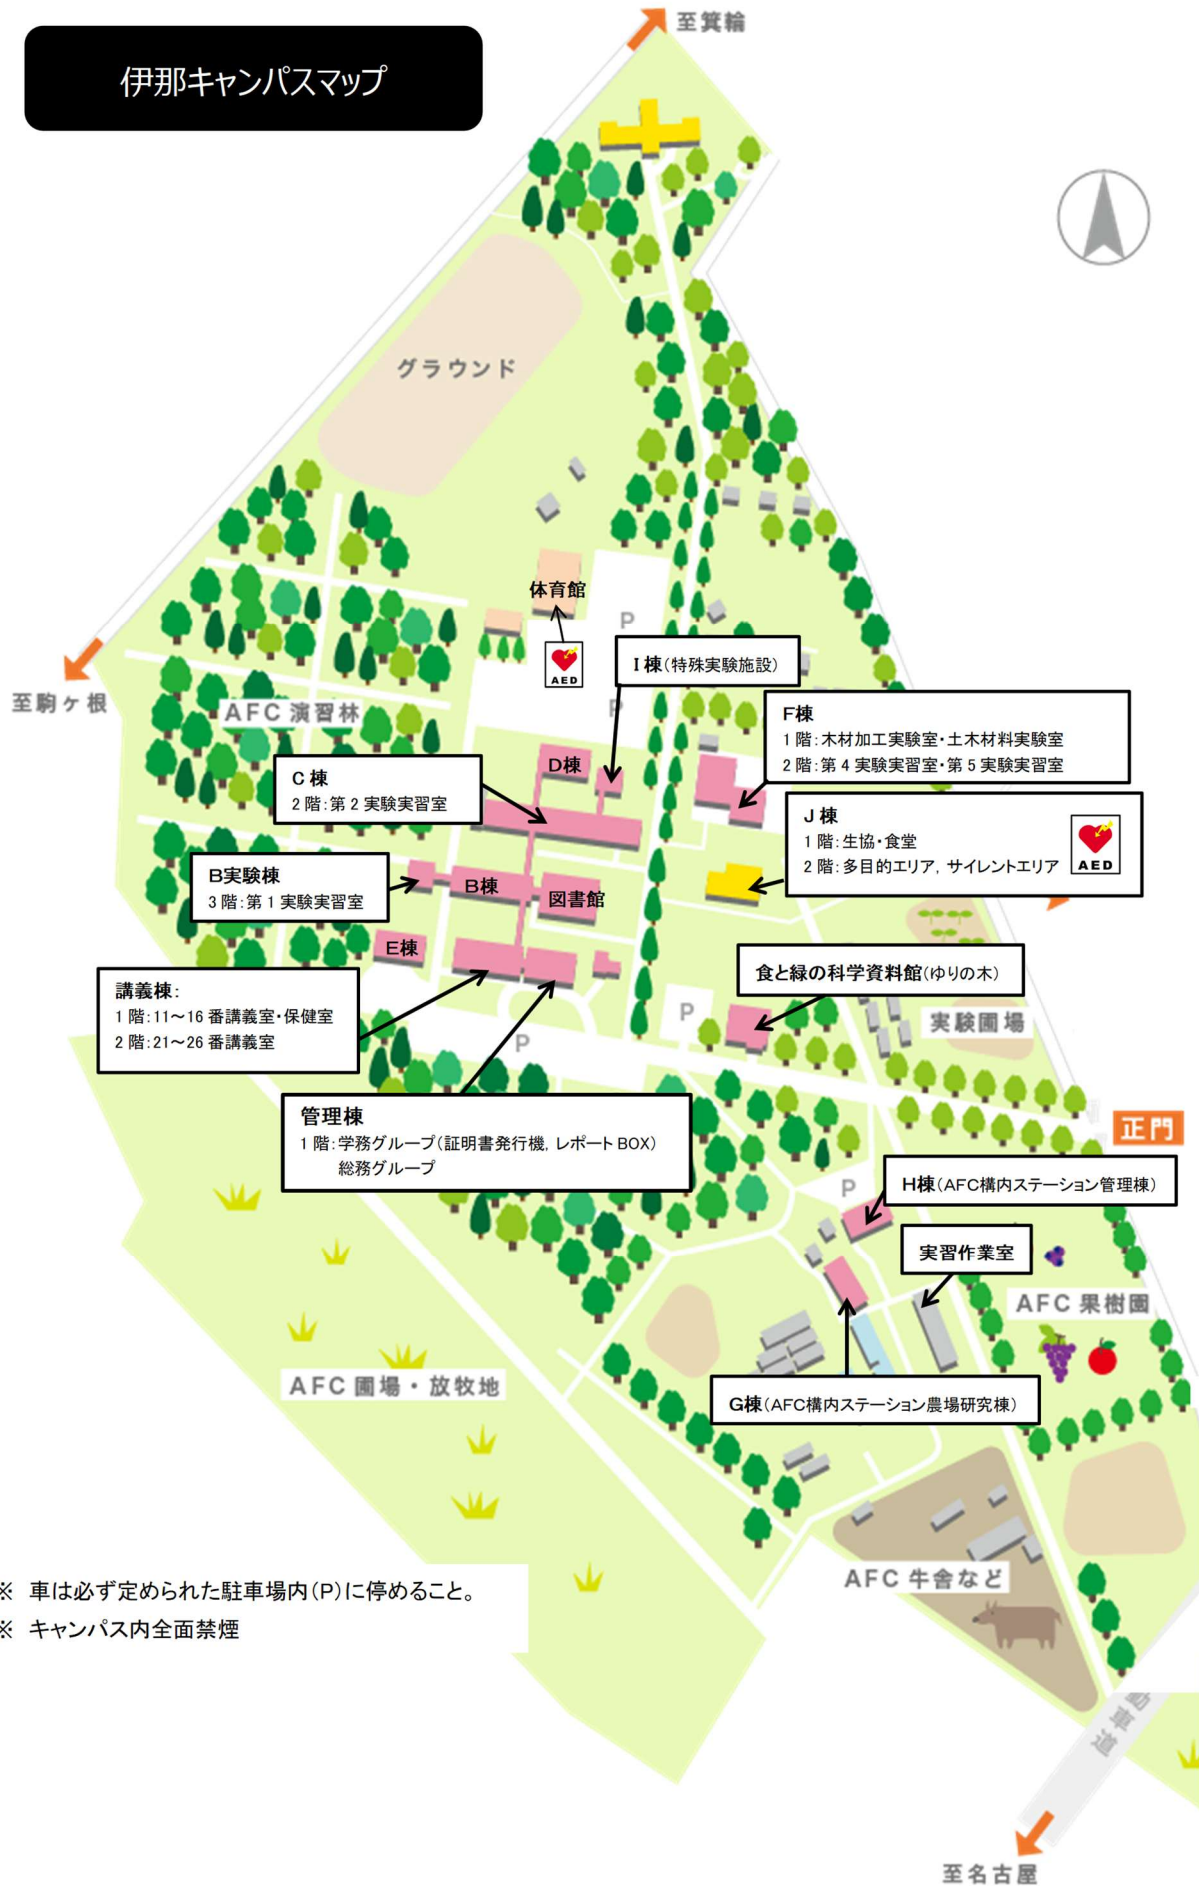 至箕輪
伊那キャンパスマップ
グラウンド
体育館
P
AED
I棟(特殊実験施設)
P
至駒ヶ根
AFC 演習林
F棟
1階:木材加工実験室・土木材料実験室
2階:第4実験実習室・第5実験実習室
D棟
C棟
2階:第2実験実習室
J棟
1階:生協・食堂
2階:多目的エリア, サイレントエリア
AED
B実験棟
3階:第1実験実習室
B棟
図書館
E棟
食と緑の科学資料館(ゆりの木)
講義棟:
1階:11~16番講義室・保健室
2階:21~26番講義室
P
実験圃場
P
管理棟
1階:学務グループ(証明書発行機, レポートBOX)
総務グループ
正門
H棟(AFC構内ステーション管理棟)
P
実習作業室
AFC 果樹園
AFC 圃場・放牧地
G棟(AFC構内ステーション農場研究棟)
AFC 牛舎など
※ 車は必ず定められた駐車場内(P)に停めること。
※ キャンパス内全面禁煙
動車道
至名古屋